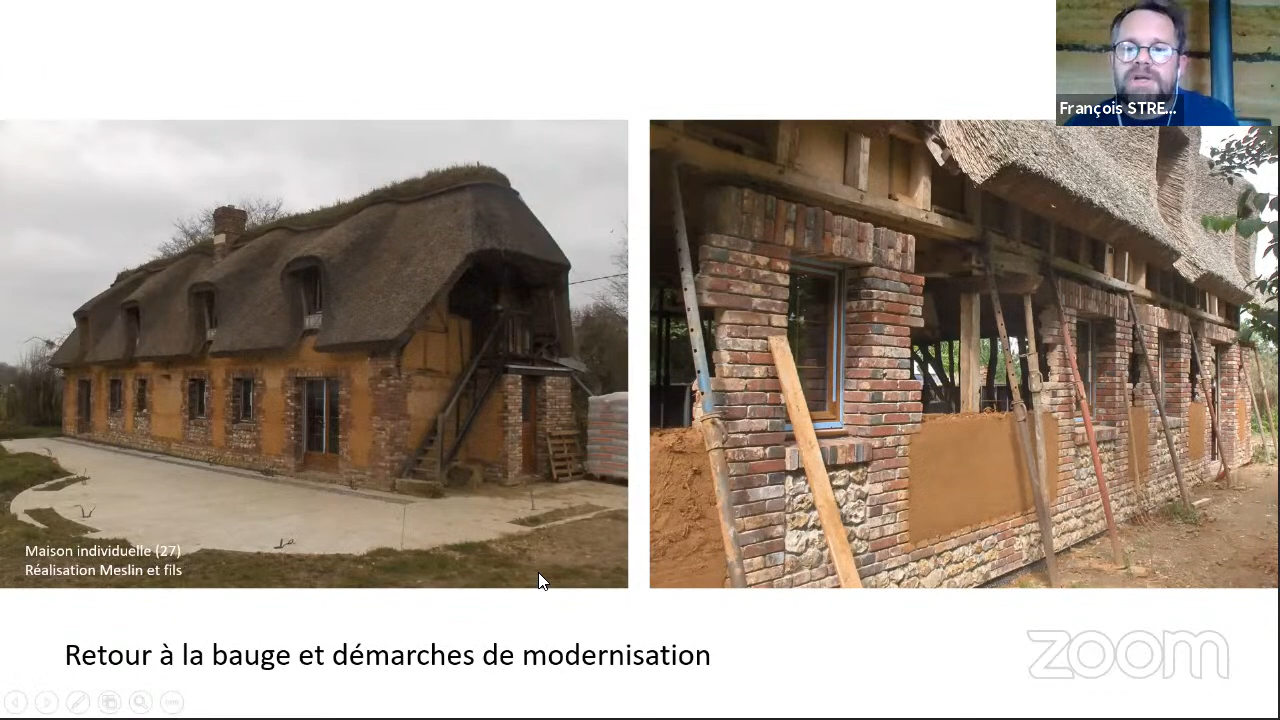 François STRE...
Maison individuelle (27)
Réalisation Meslin et fils
Retour à la bauge et démarches de modernisation
zoom